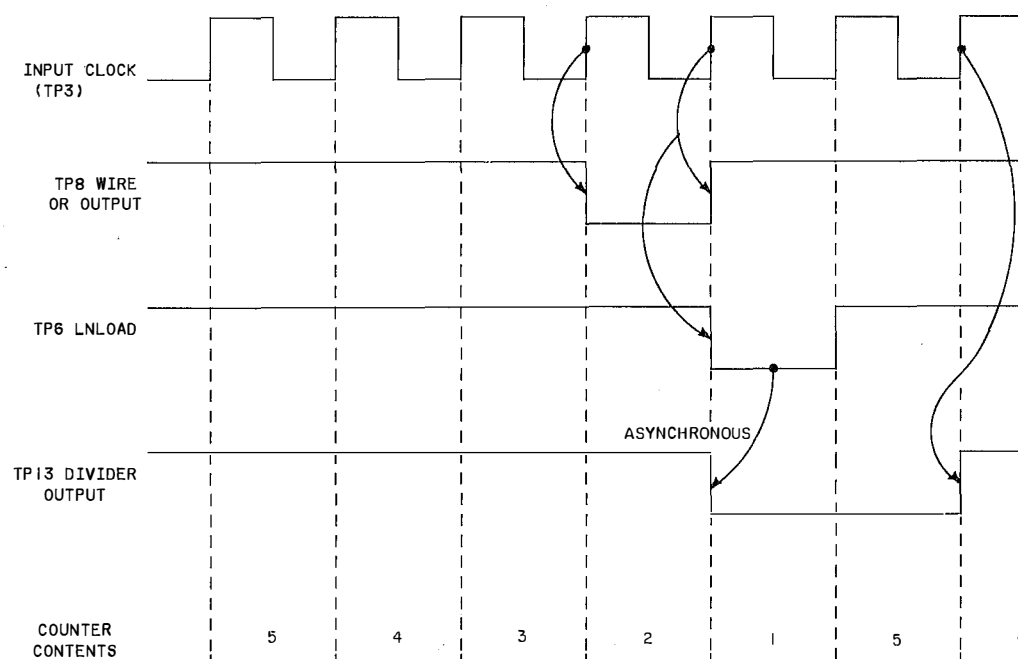 INPUT CLOCK
(TP3)
TP8 WIRE
OR OUTPUT
TP6 LNLOAD
ASYNCHRONOUS
TP13 DIVIDER
OUTPUT
COUNTER
CONTENTS
5 4 3 2 1 5